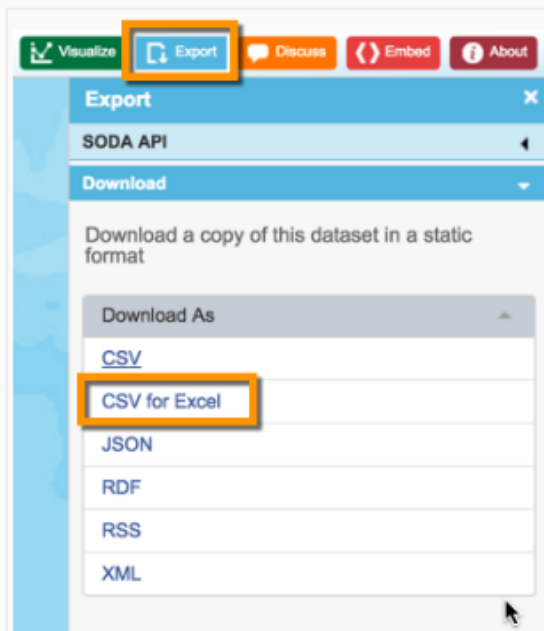 Visualize Export Discuss Embed About
Export
SODA API
Download
Download a copy of this dataset in a static
format
Download As
CSV
CSV for Excel
JSON
RDF
RSS
XML